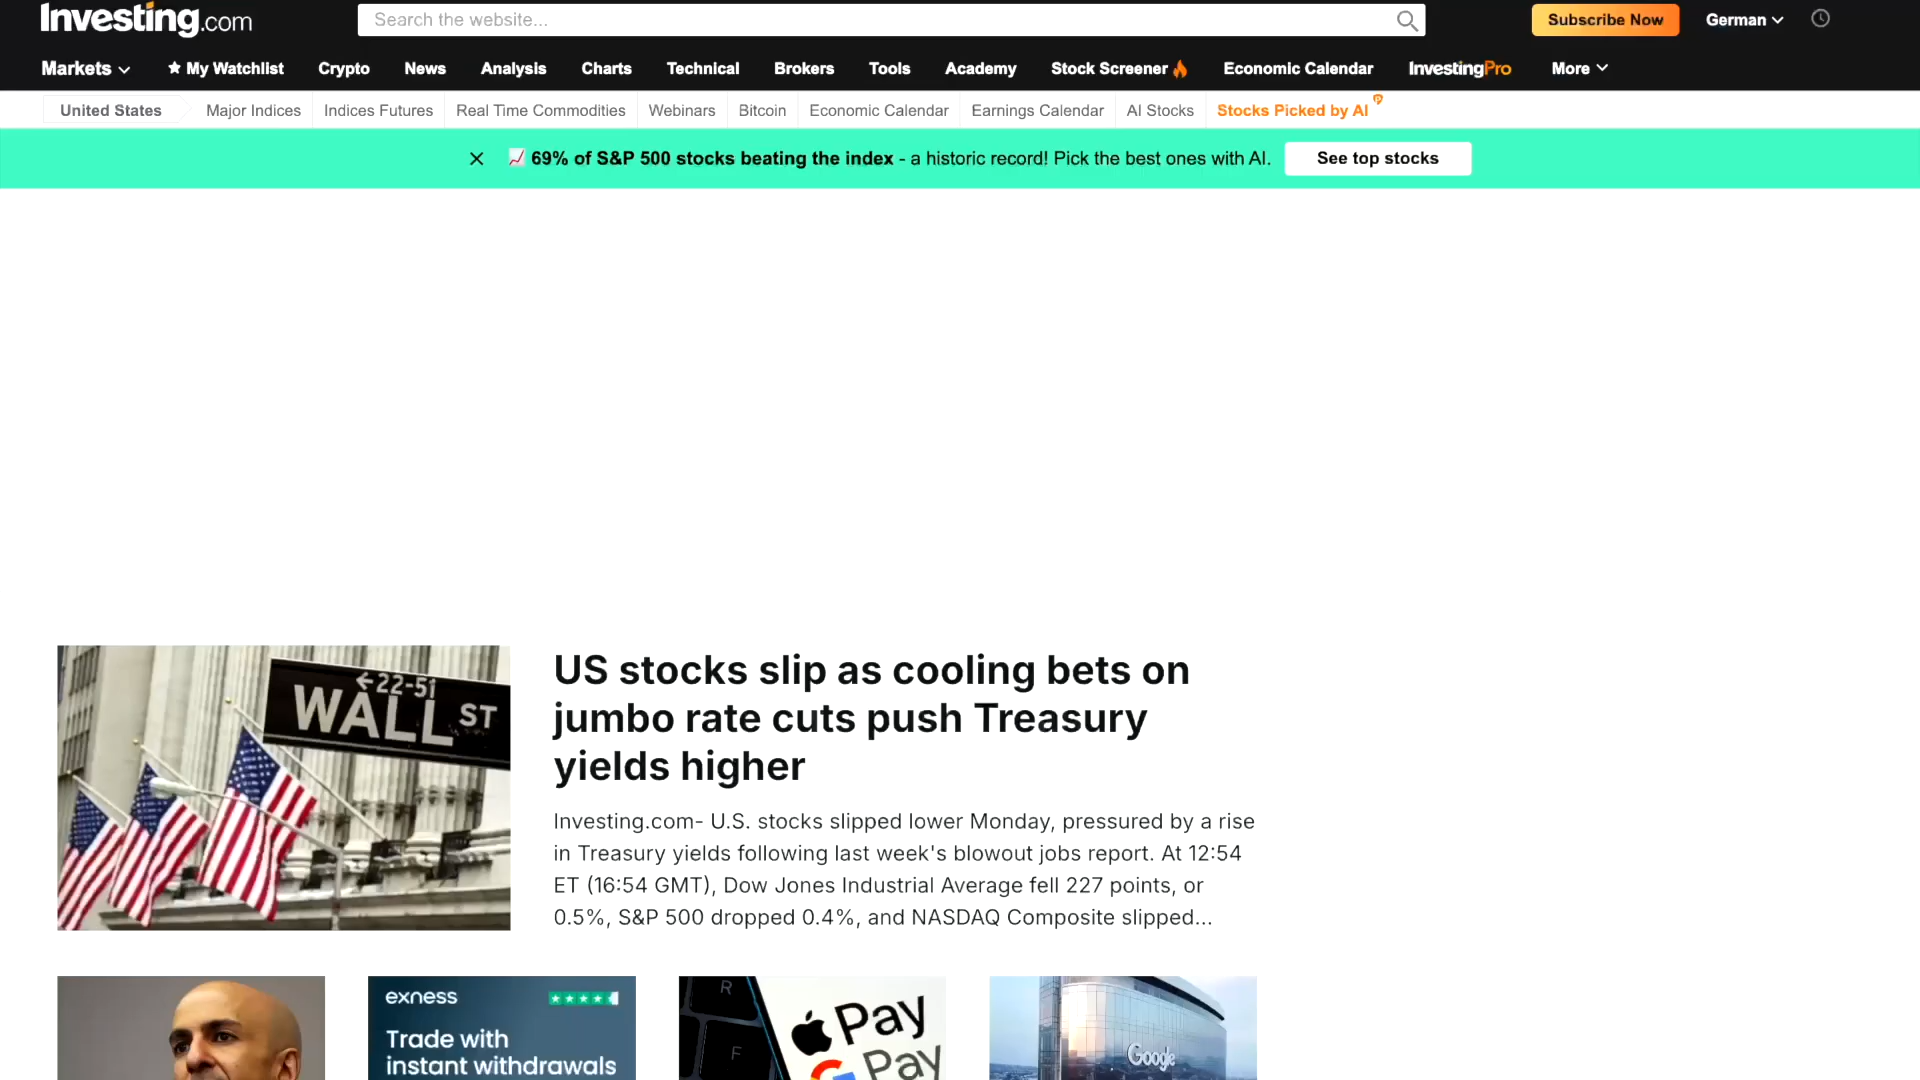 Investing.com
Search the website...
Subscribe Now
German
Markets
My Watchlist
Crypto
News
Analysis
Charts
Technical
Brokers
Tools
Academy
Stock Screener
Economic Calendar
InvestingPro
More
United States
Major Indices
Indices Futures
Real Time Commodities
Webinars
Bitcoin
Economic Calendar
Earnings Calendar
AI Stocks
Stocks Picked by AI
69% of S&P 500 stocks beating the index - a historic record! Pick the best ones with AI.
See top stocks
←22-51
WALL ST
US stocks slip as cooling bets on
jumbo rate cuts push Treasury
yields higher
Investing.com- U.S. stocks slipped lower Monday, pressured by a rise
in Treasury yields following last week's blowout jobs report. At 12:54
ET (16:54 GMT), Dow Jones Industrial Average fell 227 points, or
0.5%, S&P 500 dropped 0.4%, and NASDAQ Composite slipped...
exness
Trade with
instant withdrawals
R
F
Pay
G Pay
Google